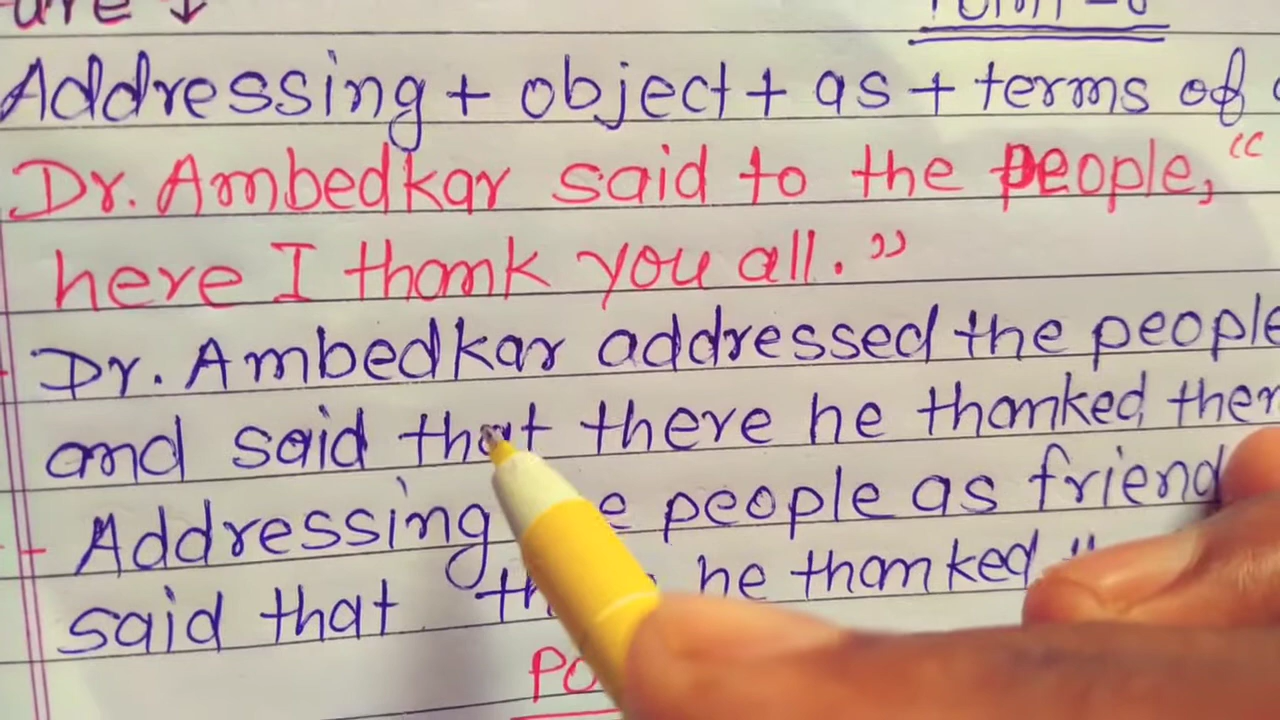 Addressing + object + as + terms of
Dr. Ambedkar said to the people, "
here I thank you all."
Dr. Ambedkar addressed the people
and said that there he thanked
Addressing people as friend
said that he thanked